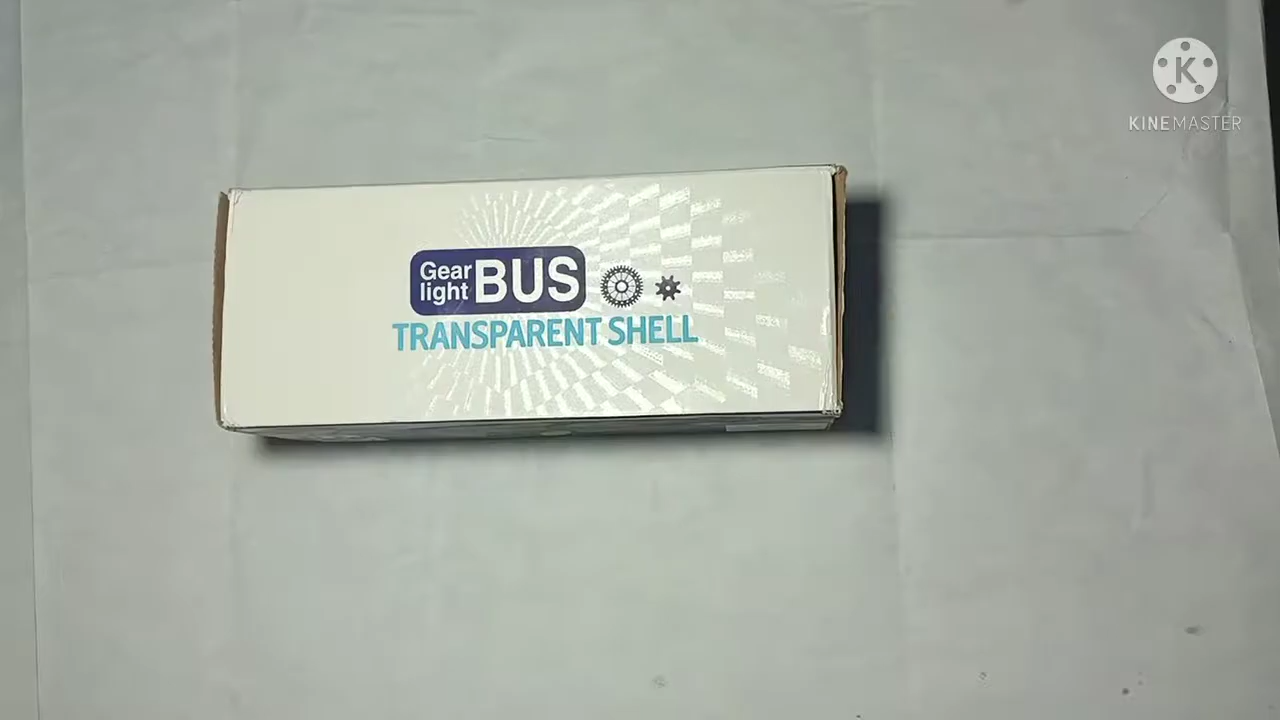 K
KINEMASTER
Gear
light BUS
TRANSPARENT SHELL